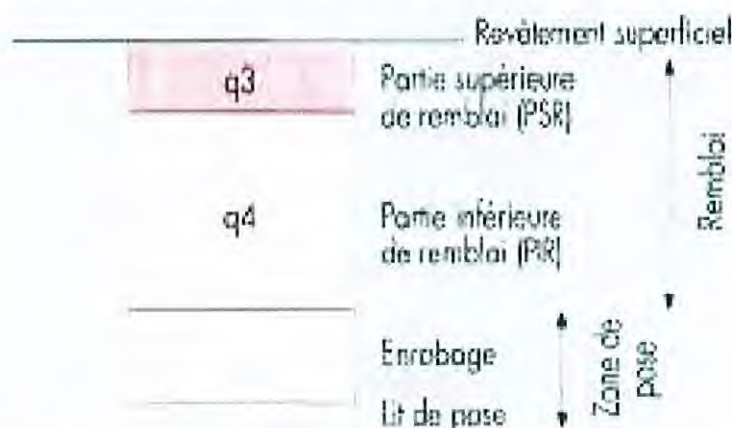 Revêtement superficiel
q3
Partie supérieure
de remblai (PSR)
Remblai
q4
Partie inférieure
de remblai (PIR)
Enrobage
Zone de
pose
Lit de pose